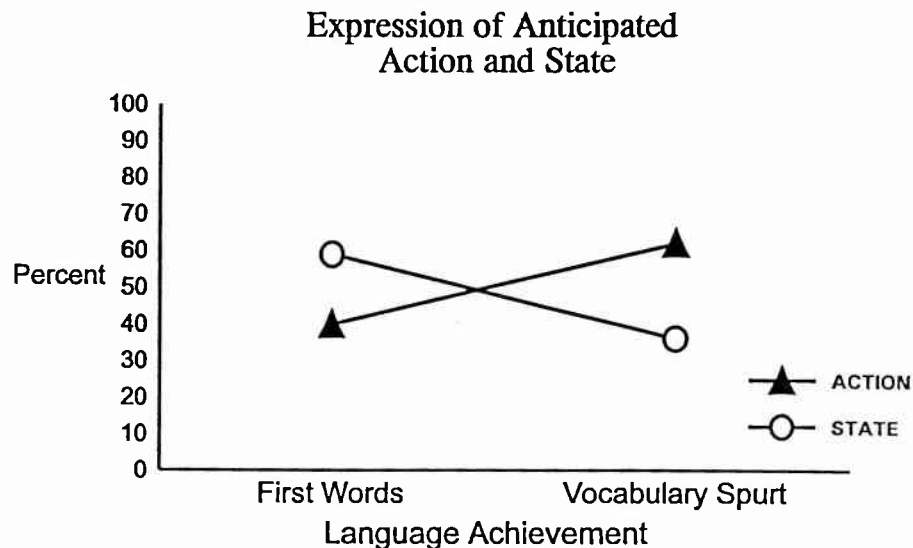 Expression of Anticipated
Action and State
100
90
80
70
60
Percent
50
40
30
20
10
0
First Words
Vocabulary Spurt
Language Achievement
ACTION
STATE